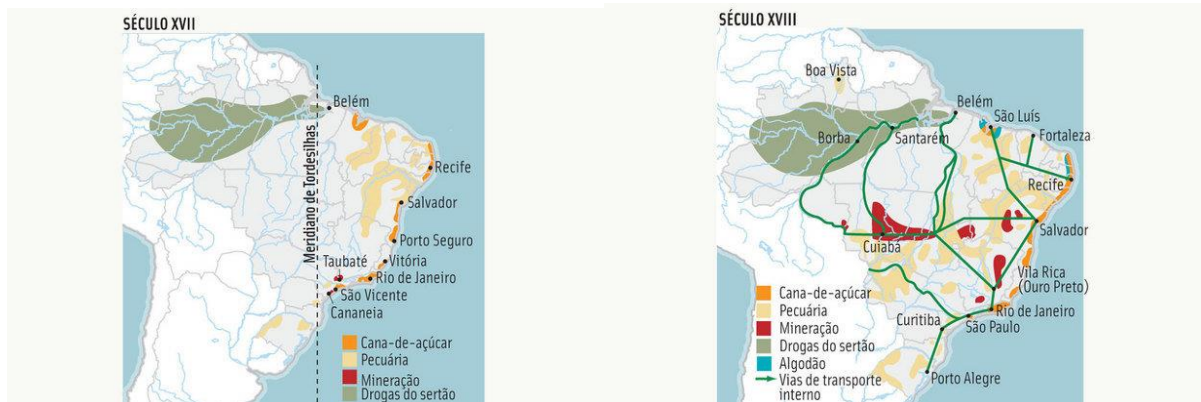 SÉCULO XVII
Meridiano de Tordesilhas
Belém
Recife
Salvador
Porto Seguro
Vitória
Taubaté
Rio de Janeiro
São Vicente
Cananeia
Cana-de-açúcar
Pecuária
Mineração
Drogas do sertão
SÉCULO XVIII
Boa Vista
Belém
São Luís
Fortaleza
Borba
Santarém
Recife
Salvador
Cuiabá
Vila Rica
(Ouro Preto)
Rio de Janeiro
São Paulo
Curitiba
Porto Alegre
Cana-de-açúcar
Pecuária
Mineração
Drogas do sertão
Algodão
Vias de transporte
interno